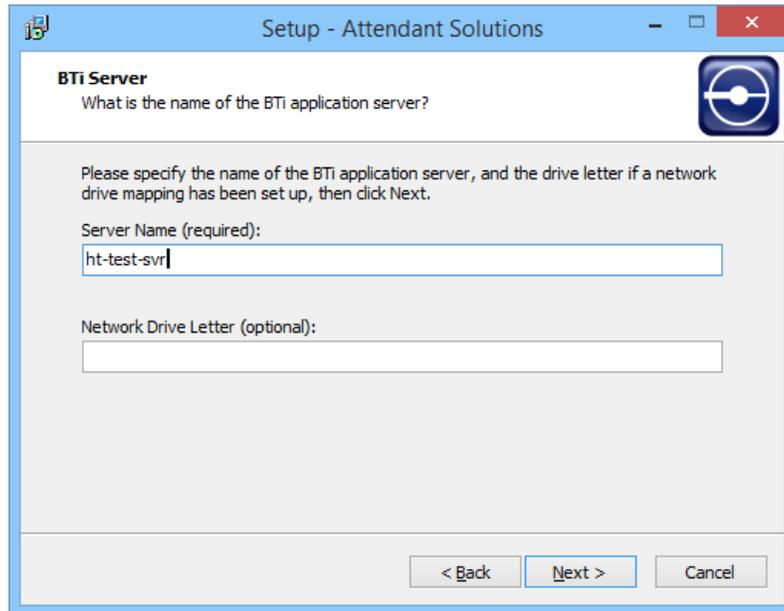 Setup - Attendant Solutions
BTi Server
What is the name of the BTi application server?
Please specify the name of the BTi application server, and the drive letter if a network
drive mapping has been set up, then click Next.
Server Name (required):
ht-test-svr
Network Drive Letter (optional):
< Back
Next >
Cancel